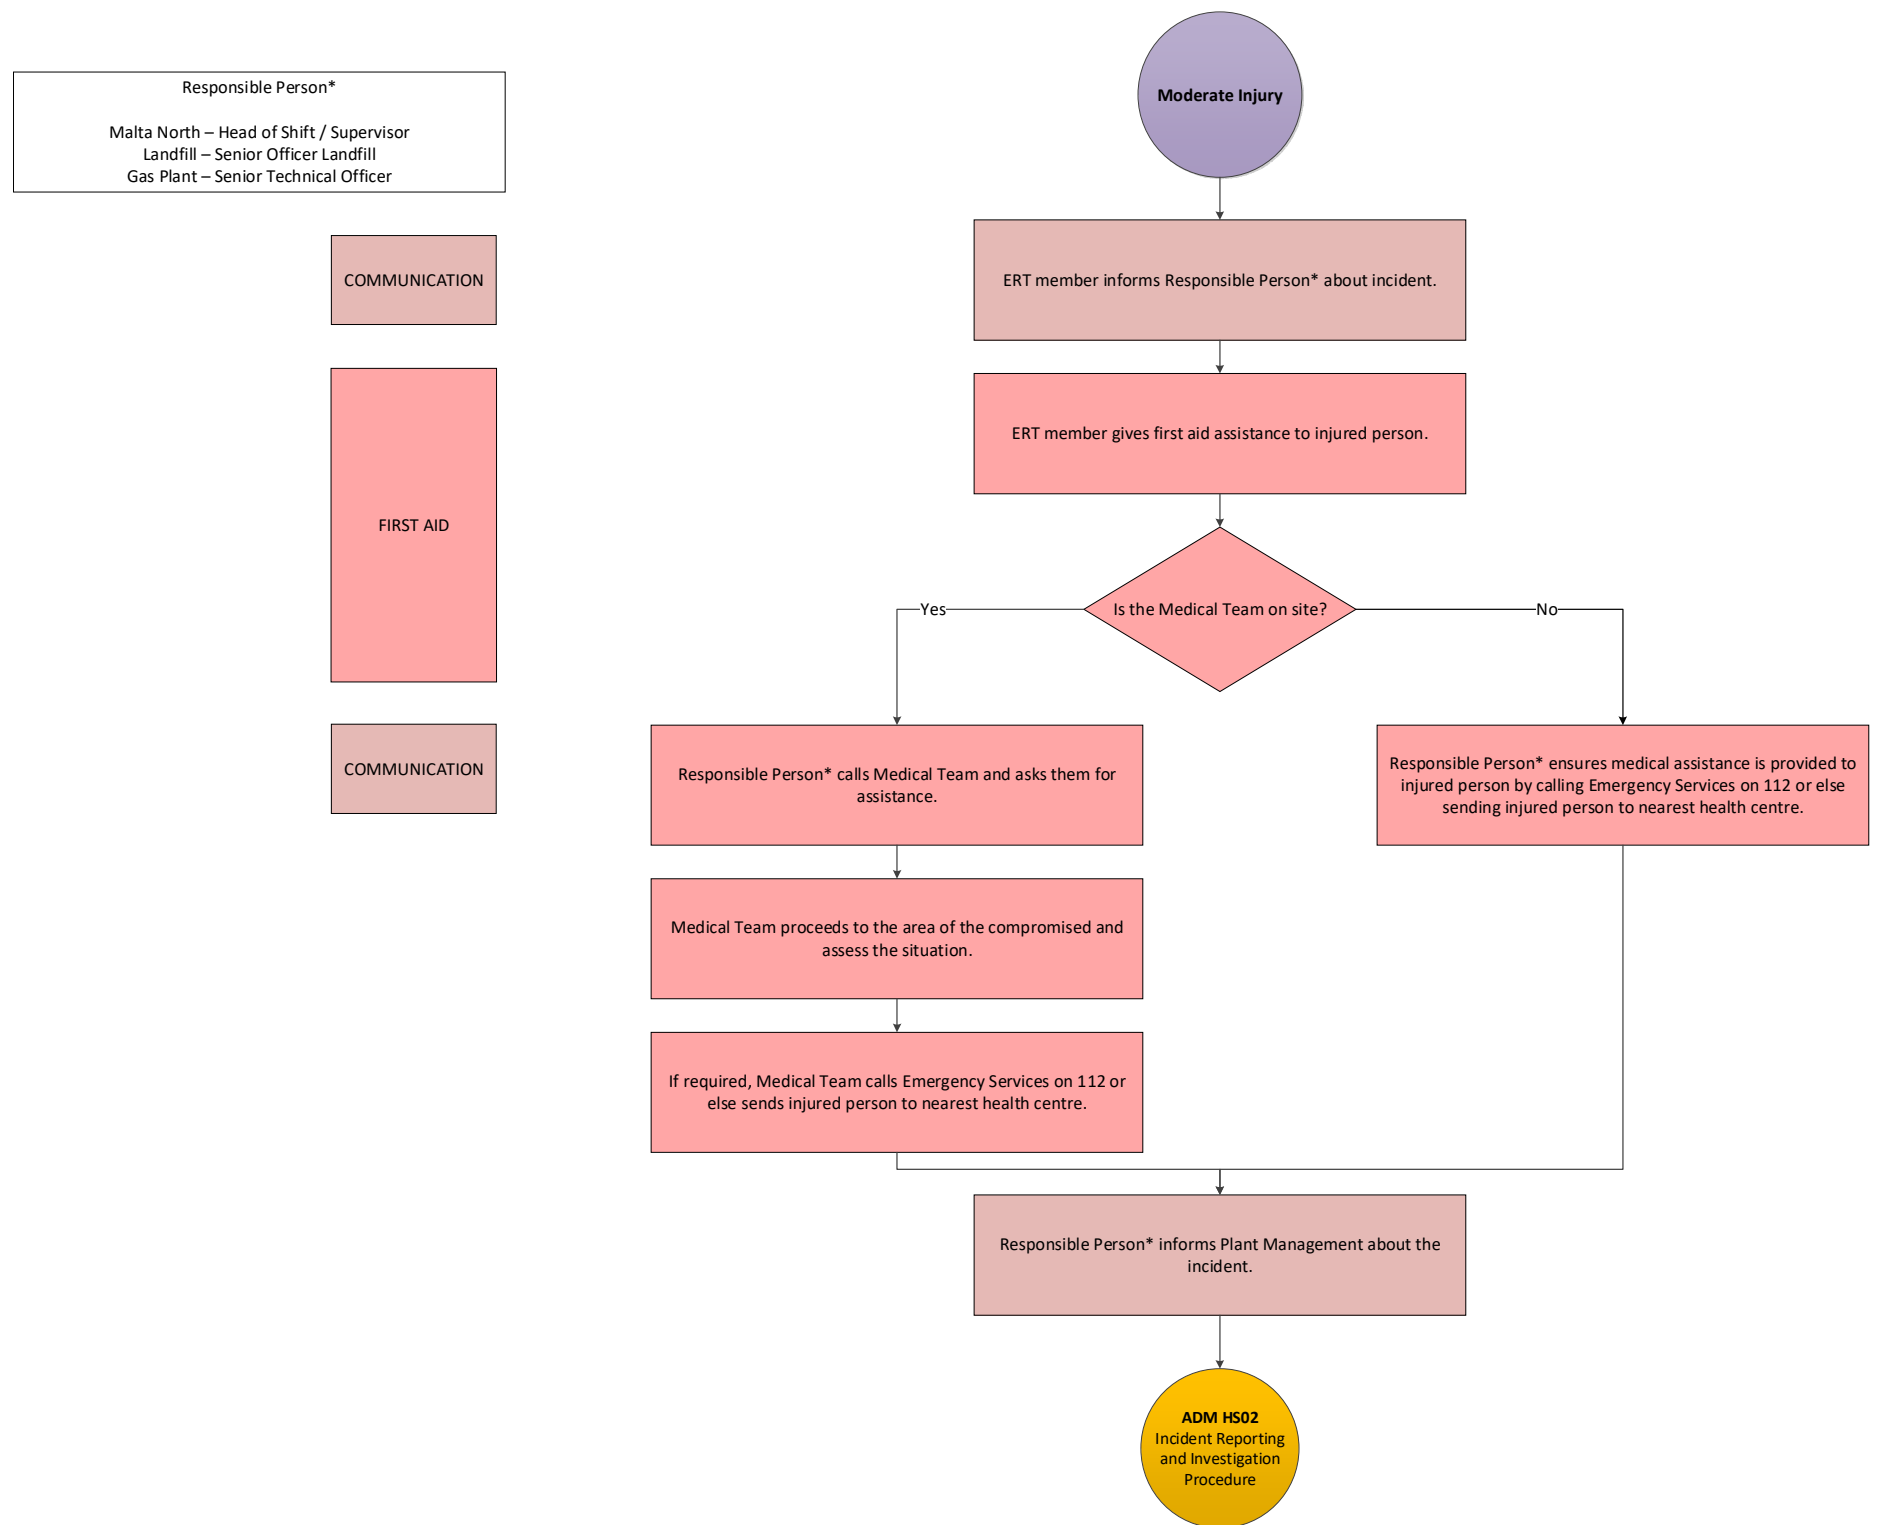 Responsible Person*
Malta North – Head of Shift / Supervisor
Landfill – Senior Officer Landfill
Gas Plant – Senior Technical Officer
COMMUNICATION
FIRST AID
COMMUNICATION
Moderate Injury
ERT member informs Responsible Person* about incident.
ERT member gives first aid assistance to injured person.
Is the Medical Team on site?
Yes
No
Responsible Person* calls Medical Team and asks them for
assistance.
Responsible Person* ensures medical assistance is provided to
injured person by calling Emergency Services on 112 or else
sending injured person to nearest health centre.
Medical Team proceeds to the area of the compromised and
assess the situation.
If required, Medical Team calls Emergency Services on 112 or
else sends injured person to nearest health centre.
Responsible Person* informs Plant Management about the
incident.
ADM HS02
Incident Reporting
and Investigation
Procedure